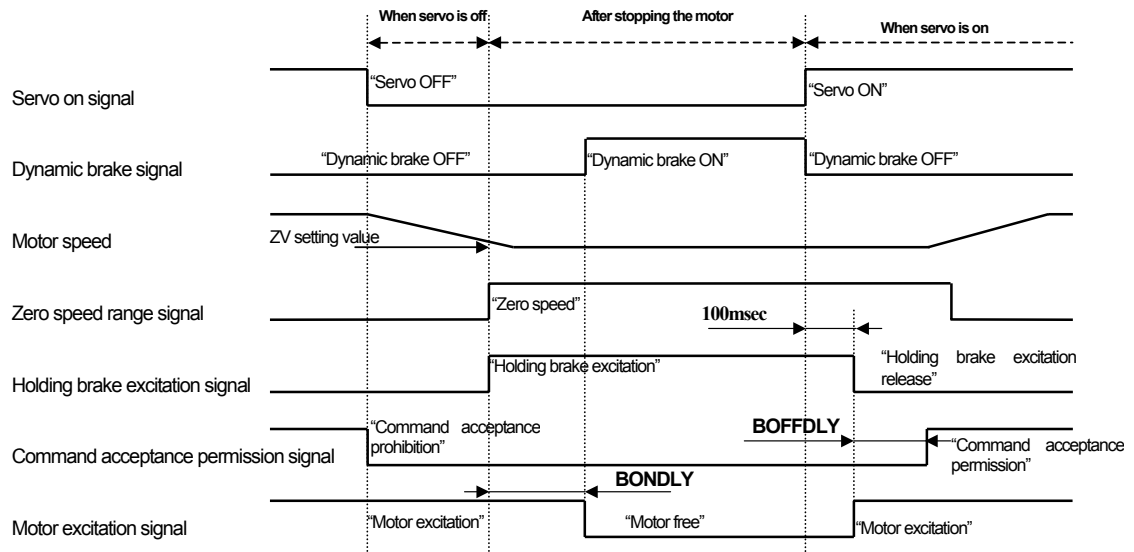 When servo is off
After stopping the motor
When servo is on
Servo on signal
“Servo OFF”
“Servo ON”
Dynamic brake signal
“Dynamic brake OFF”
“Dynamic brake ON”
“Dynamic brake OFF”
Motor speed
ZV setting value
Zero speed range signal
“Zero speed”
100msec
Holding brake excitation signal
“Holding brake excitation”
“Holding brake excitation
release”
Command acceptance permission signal
“Command acceptance
prohibition”
BOFFDLY
“Command acceptance
permission”
BONDLY
Motor excitation signal
“Motor excitation”
“Motor free”
“Motor excitation”